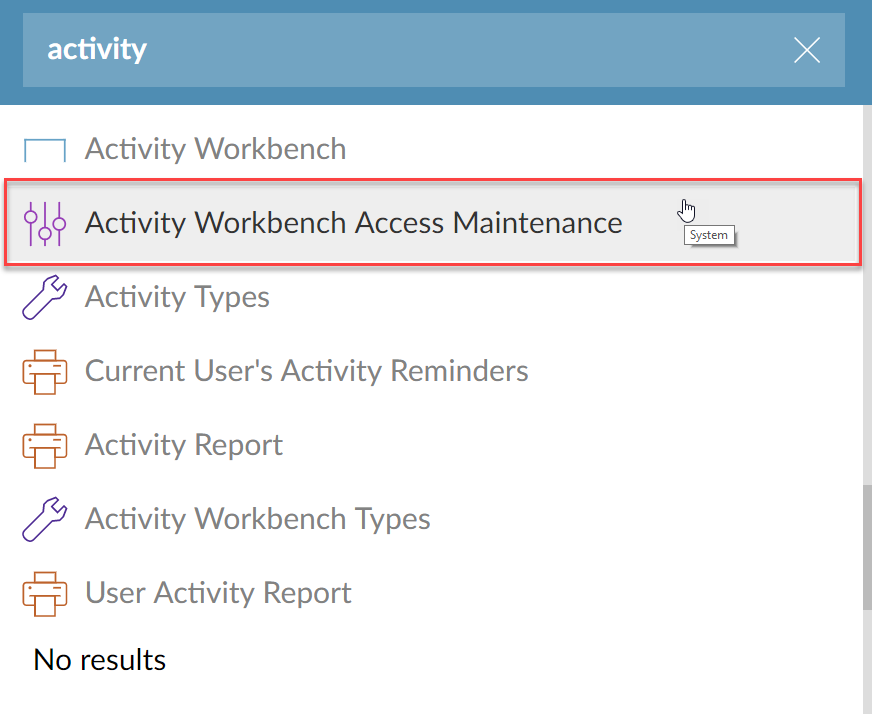 activity
Activity Workbench
Activity Workbench Access Maintenance
System
Activity Types
Current User's Activity Reminders
Activity Report
Activity Workbench Types
User Activity Report
No results